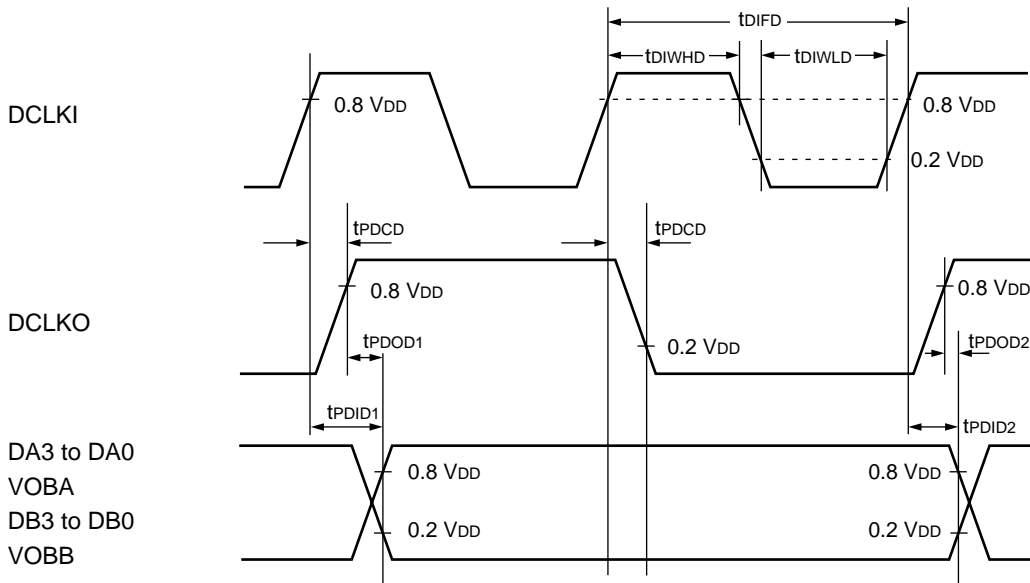 tDIFD
tDIWHD
tDIWLD
DCLKI
0.8 VDD
0.8 VDD
0.2 VDD
tPDCD
tPDCD
0.8 VDD
0.8 VDD
DCLKO
tPDOD1
0.2 VDD
tPDOD2
tPDID1
tPDID2
DA3 to DA0
0.8 VDD
0.8 VDD
VOBA
DB3 to DB0
0.2 VDD
0.2 VDD
VOBB